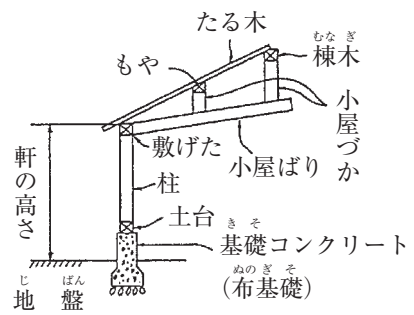 たる木
むな ぎ
棟木
もや
小屋づか
敷げた
小屋ばり
軒の高さ
柱
土台
き そ
基礎コンクリート
ぬの ぎ そ
(布基礎)
じ ばん
地 盤